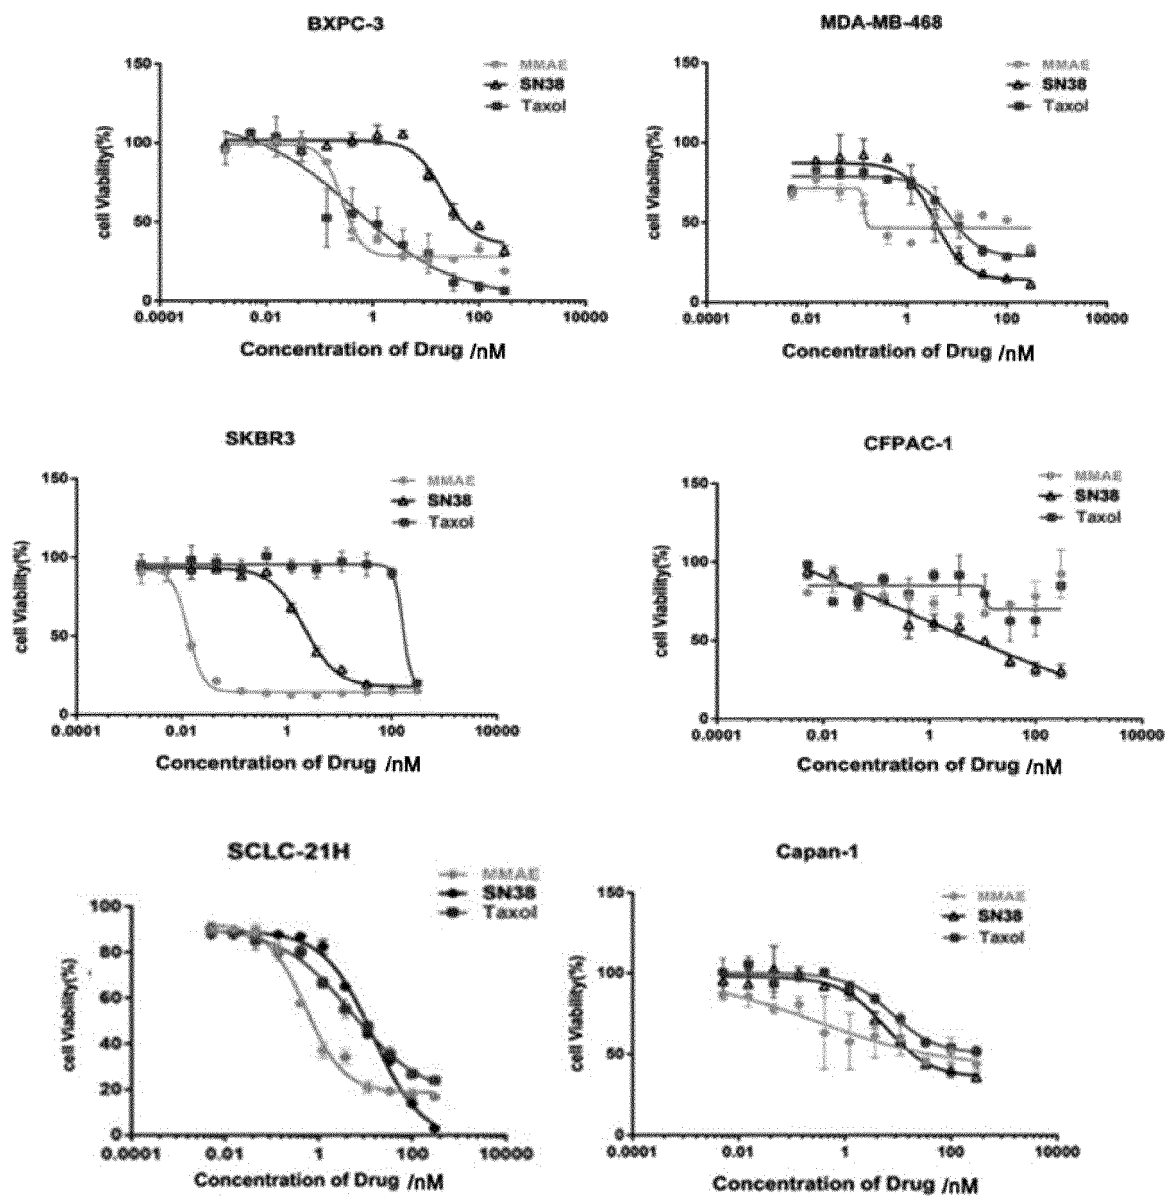 BXPC-3
150
100
50
0
cell Viability(%)
MMAE
SN38
Taxol
0.0001
0.01
1
100
10000
Concentration of Drug /nM
MDA-MB-468
150
100
50
0
cell Viability(%)
MMAE
SN38
Taxol
0.0001
0.01
1
100
10000
Concentration of Drug /nM
SKBR3
150
100
50
0
cell Viability(%)
MMAE
SN38
Taxol
0.0001
0.01
1
100
10000
Concentration of Drug /nM
CFPAC-1
150
100
50
0
cell Viability(%)
MMAE
SN38
Taxol
0.0001
0.01
1
100
10000
Concentration of Drug /nM
SCLC-21H
100
80
60
40
20
0
cell Viability(%)
MMAE
SN38
Taxol
0.0001
0.01
1
100
10000
Concentration of Drug /nM
Capan-1
150
100
50
0
cell Viability(%)
MMAE
SN38
Taxol
0.0001
0.01
1
100
10000
Concentration of Drug /nM